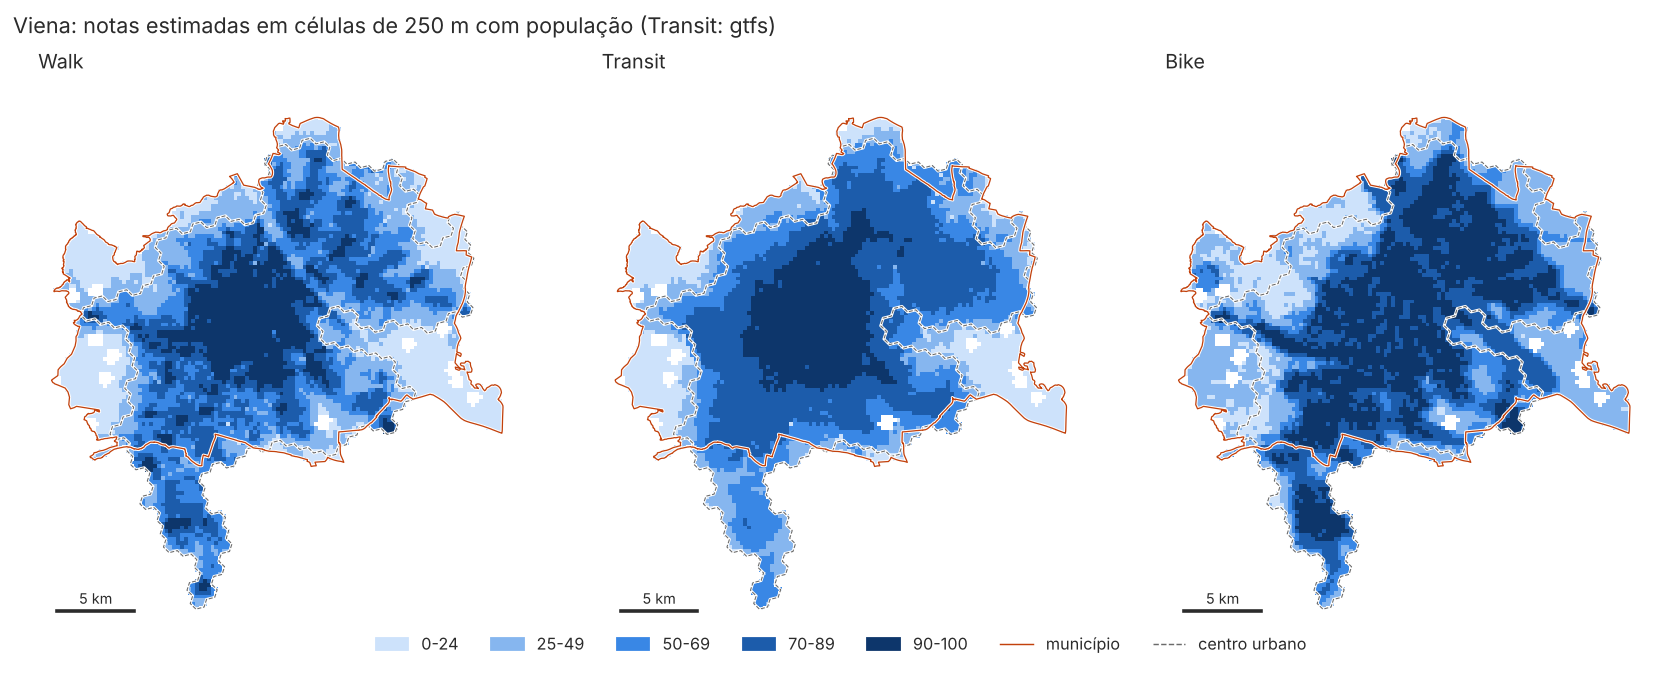 Viena: notas estimadas em células de 250 m com população (Transit: gtfs)
Walk
Transit
Bike
5 km
5 km
5 km
0-24
25-49
50-69
70-89
90-100
município
centro urbano